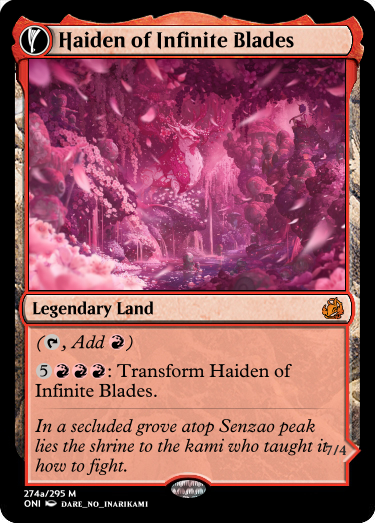 Haiden of Infinite Blades
Legendary Land
(T, Add R)
5 R R R: Transform Haiden of
Infinite Blades.
In a secluded grove atop Senzao peak
lies the shrine to the kami who taught it
how to fight.
7/4
274a/295 M
ONI DARE_NO_INARIKAMI